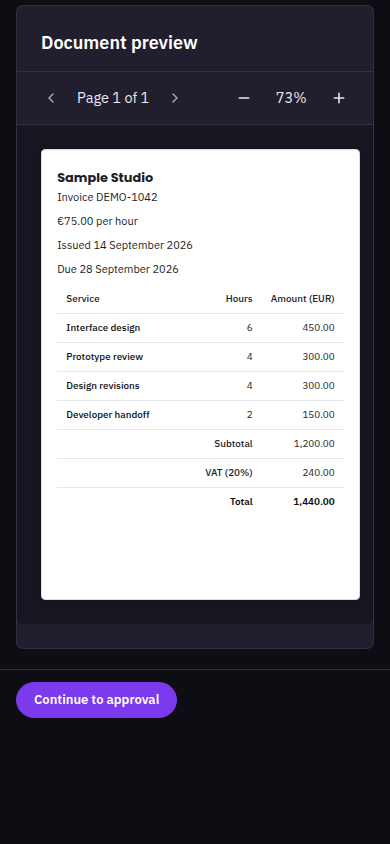 Document preview
Page 1 of 1 73%
Sample Studio
Invoice DEMO-1042
€75.00 per hour
Issued 14 September 2026
Due 28 September 2026
Service Hours Amount (EUR)
Interface design 6 450.00
Prototype review 4 300.00
Design revisions 4 300.00
Developer handoff 2 150.00
Subtotal 1,200.00
VAT (20%) 240.00
Total 1,440.00
Continue to approval